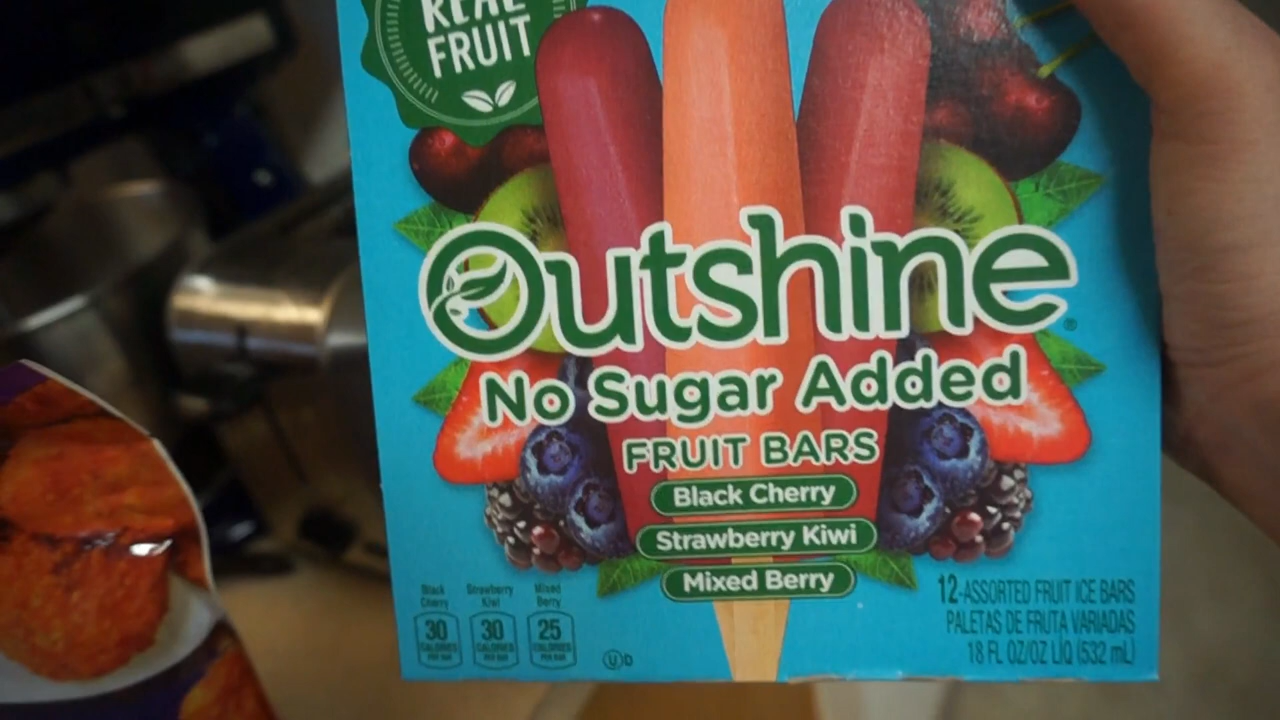 REAL
FRUIT
Outshine®
No Sugar Added
FRUIT BARS
Black Cherry
Strawberry Kiwi
Mixed Berry
Black Cherry
Strawberry Kiwi
Mixed Berry
30 CALORIES PER BAR
30 CALORIES PER BAR
25 CALORIES PER BAR
UD
12-ASSORTED FRUIT ICE BARS
PALETAS DE FRUTA VARIADAS
18 FL OZ/OZ LIQ (532 mL)